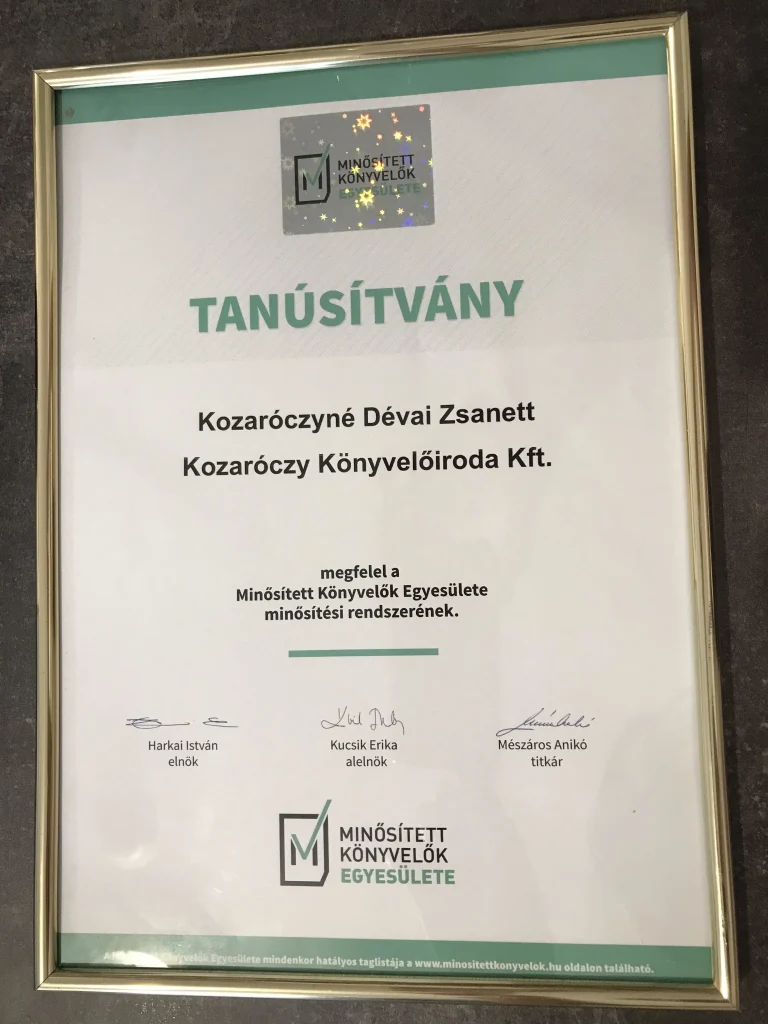 MINŐSÍTETT
KÖNYVELŐK
EGYESÜLETE
TANÚSÍTVÁNY
Kozaróczyné Dévai Zsanett
Kozaróczy Könyvelőiroda Kft.
megfelel a
Minősített Könyvelők Egyesülete
minősítési rendszerének.
Harkai István
elnök
Kucsik Erika
alelnök
Mészáros Anikó
titkár
M
MINŐSÍTETT
KÖNYVELŐK
EGYESÜLETE
Egyesülete mindenkor hatályos taglistája a www.minositettkonyvelok.hu oldalon található.